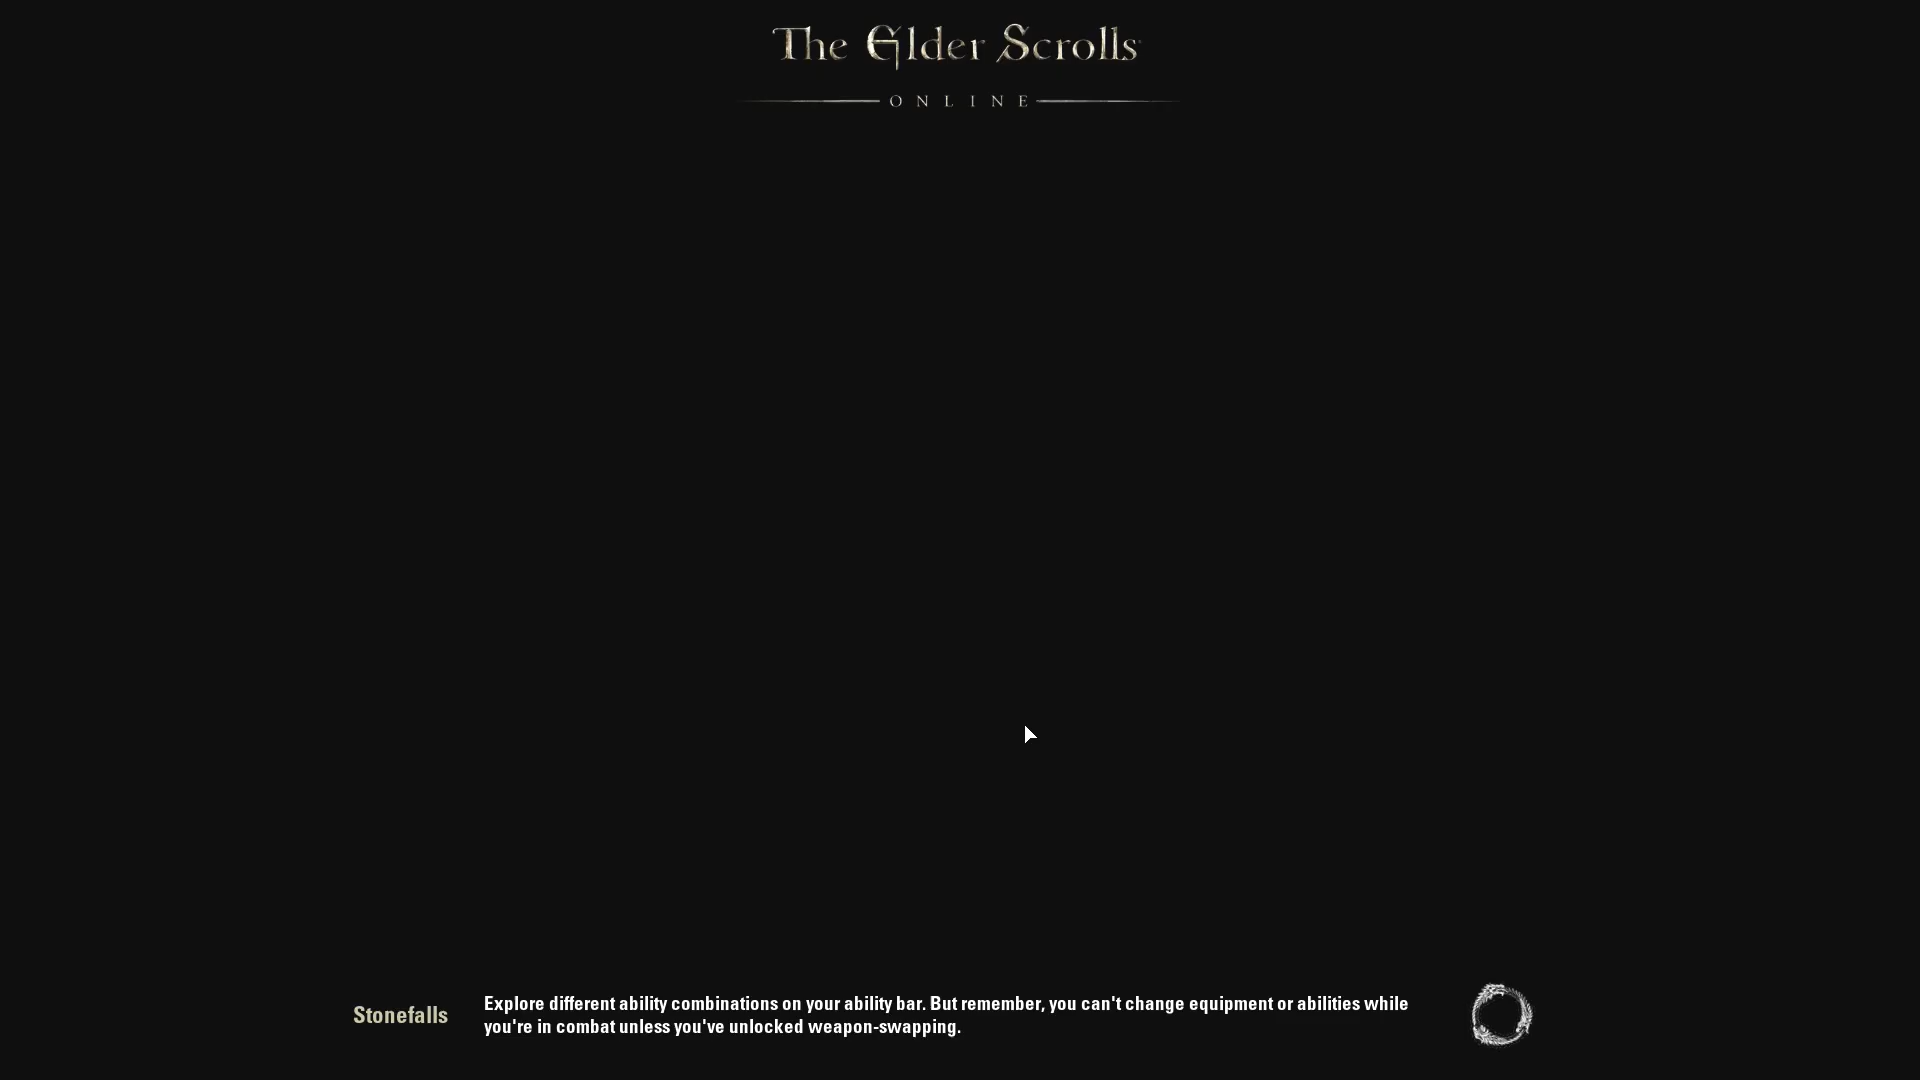 The Elder Scrolls
ONLINE
Stonefalls
Explore different ability combinations on your ability bar. But remember, you can't change equipment or abilities while
you're in combat unless you've unlocked weapon-swapping.